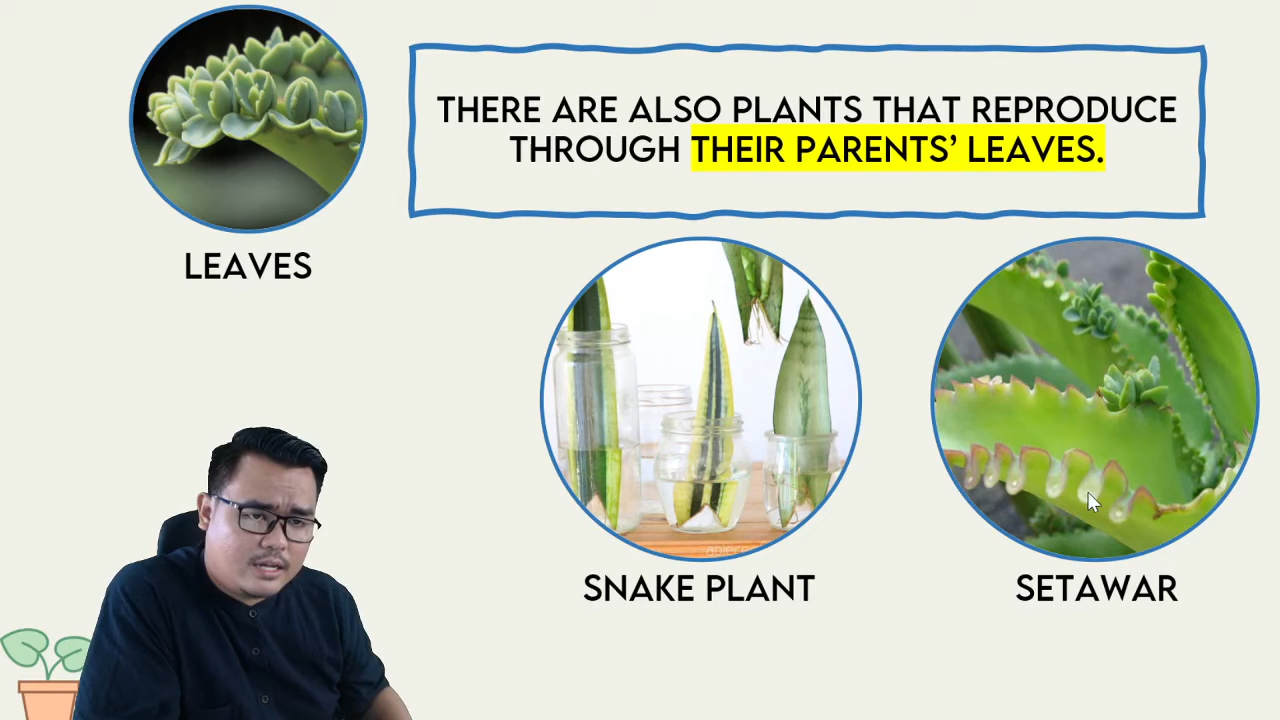 THERE ARE ALSO PLANTS THAT REPRODUCE
THROUGH THEIR PARENTS’ LEAVES.
LEAVES
SNAKE PLANT
SETAWAR